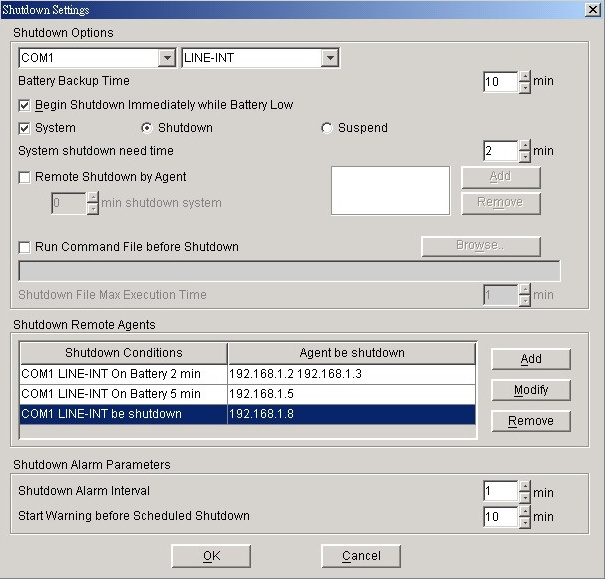 Shutdown Settings
Shutdown Options
COM1 LINE-INT
Battery Backup Time 10 min
Begin Shutdown Immediately while Battery Low
System Shutdown Suspend
System shutdown need time 2 min
Remote Shutdown by Agent Add
0 min shutdown system Remove
Run Command File before Shutdown Browse..
Shutdown File Max Execution Time 1 min
Shutdown Remote Agents
Shutdown Conditions Agent be shutdown
COM1 LINE-INT On Battery 2 min 192.168.1.2 192.168.1.3
COM1 LINE-INT On Battery 5 min 192.168.1.5
COM1 LINE-INT be shutdown 192.168.1.8
Add
Modify
Remove
Shutdown Alarm Parameters
Shutdown Alarm Interval 1 min
Start Warning before Scheduled Shutdown 10 min
OK Cancel